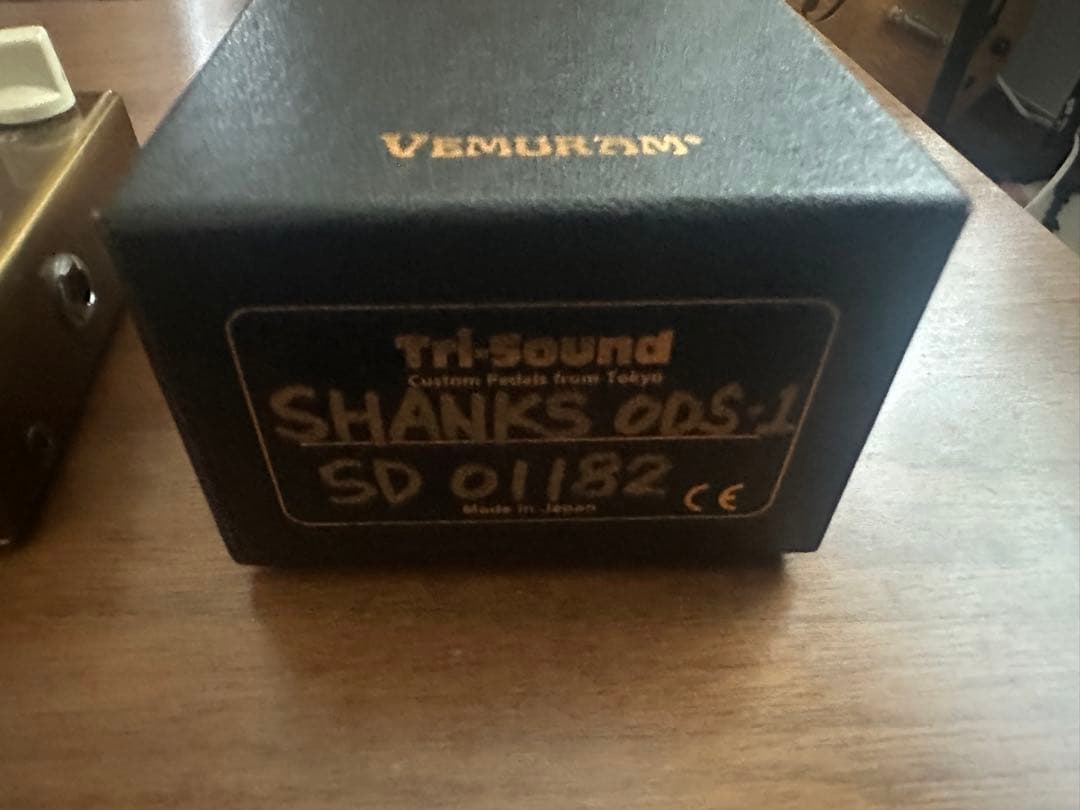 VEMURAM®
Tri-Sound
Custom Pedals from Tokyo
SHANKS ODS-1
SD 01182
CE
Made in Japan